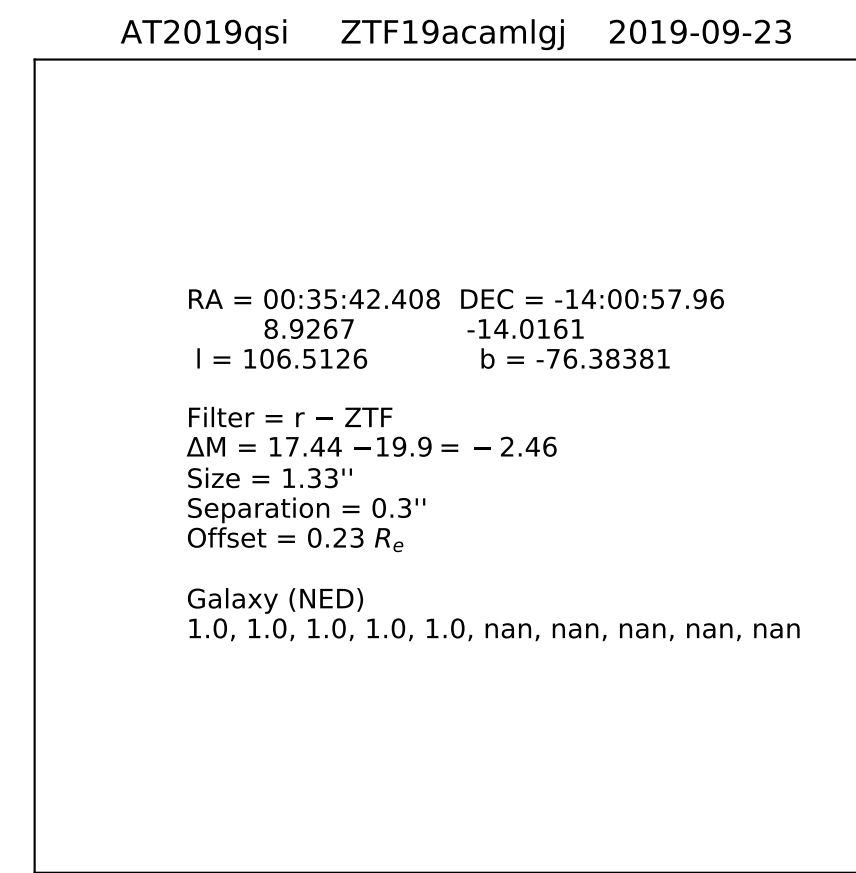 AT2019qsi ZTF19acamlgj 2019-09-23
RA = 00:35:42.408 DEC = -14:00:57.96
8.9267 -14.0161
l = 106.5126 b = -76.38381
Filter = r − ZTF
ΔM = 17.44 −19.9 = − 2.46
Size = 1.33''
Separation = 0.3''
Offset = 0.23 Re
Galaxy (NED)
1.0, 1.0, 1.0, 1.0, 1.0, nan, nan, nan, nan, nan